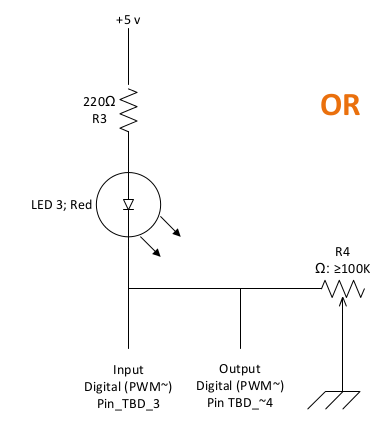 +5 v
220Ω
R3
OR
LED 3; Red
R4
Ω: ≥100K
Input
Digital (PWM~)
Pin_TBD_3
Output
Digital (PWM~)
Pin TBD_~4